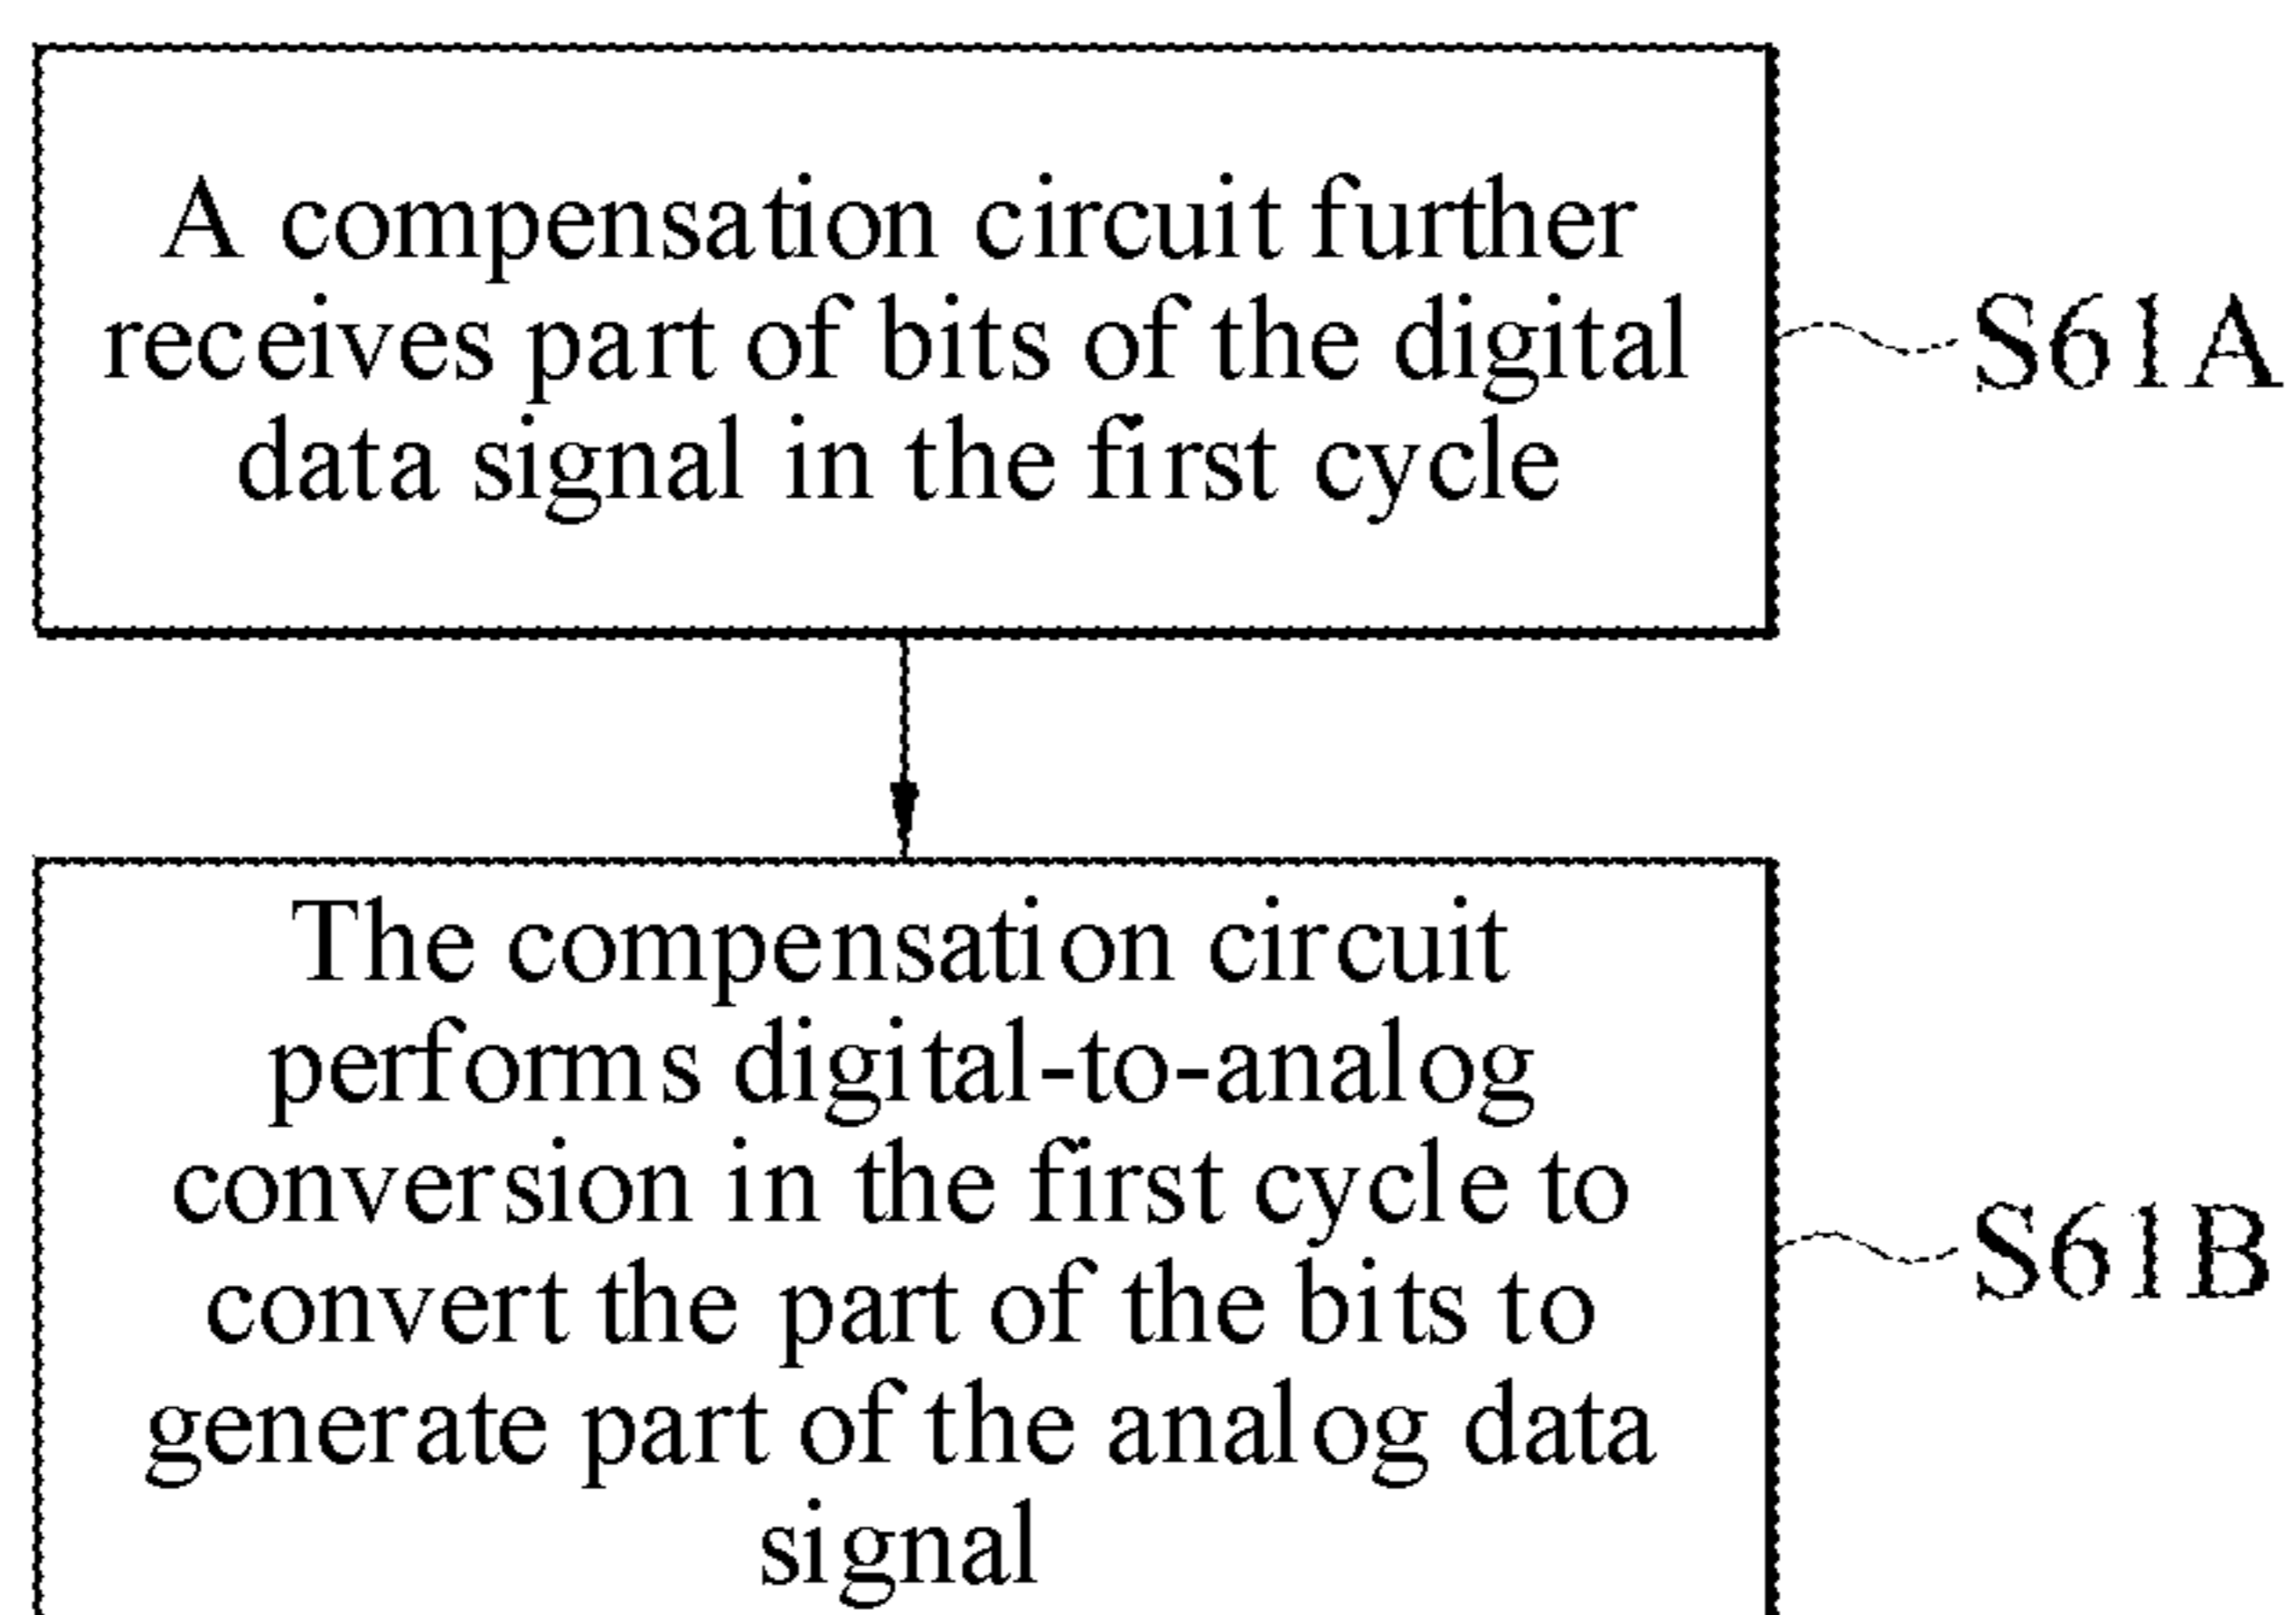 A compensation circuit further
receives part of bits of the digital
data signal in the first cycle
S61A
The compensation circuit
performs digital-to-analog
conversion in the first cycle to
convert the part of the bits to
generate part of the analog data
signal
S61B